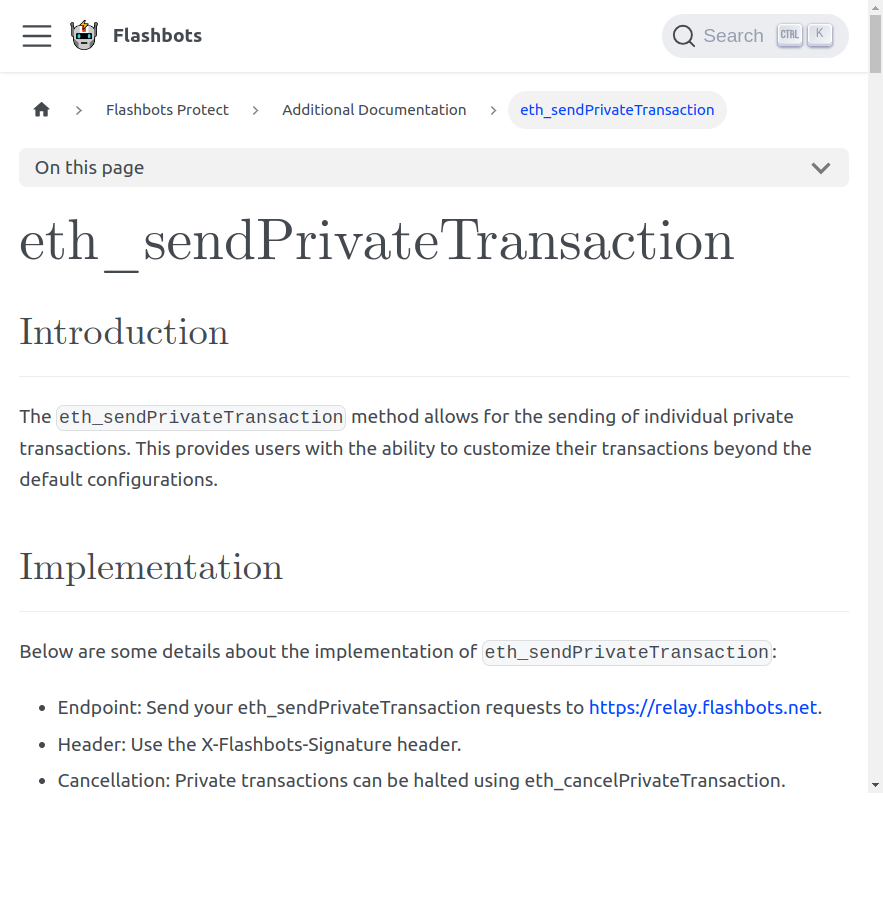 Flashbots
Search CTRL K
Flashbots Protect
Additional Documentation
eth_sendPrivateTransaction
On this page
eth_sendPrivateTransaction
Introduction
The eth_sendPrivateTransaction method allows for the sending of individual private
transactions. This provides users with the ability to customize their transactions beyond the
default configurations.
Implementation
Below are some details about the implementation of eth_sendPrivateTransaction:
• Endpoint: Send your eth_sendPrivateTransaction requests to https://relay.flashbots.net.
• Header: Use the X-Flashbots-Signature header.
• Cancellation: Private transactions can be halted using eth_cancelPrivateTransaction.